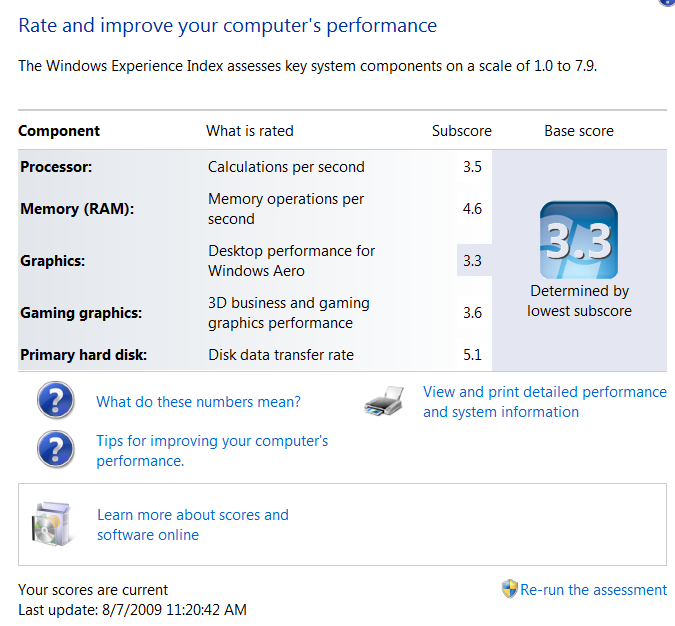 Rate and improve your computer's performance
The Windows Experience Index assesses key system components on a scale of 1.0 to 7.9.
Component What is rated Subscore Base score
Processor: Calculations per second 3.5
Memory (RAM): Memory operations per
second 4.6
Graphics: Desktop performance for
Windows Aero 3.3
Gaming graphics: 3D business and gaming
graphics performance 3.6
Primary hard disk: Disk data transfer rate 5.1
3.3
Determined by
lowest subscore
? What do these numbers mean?
View and print detailed performance
and system information
? Tips for improving your computer's
performance.
Learn more about scores and
software online
Your scores are current
Last update: 8/7/2009 11:20:42 AM
Re-run the assessment